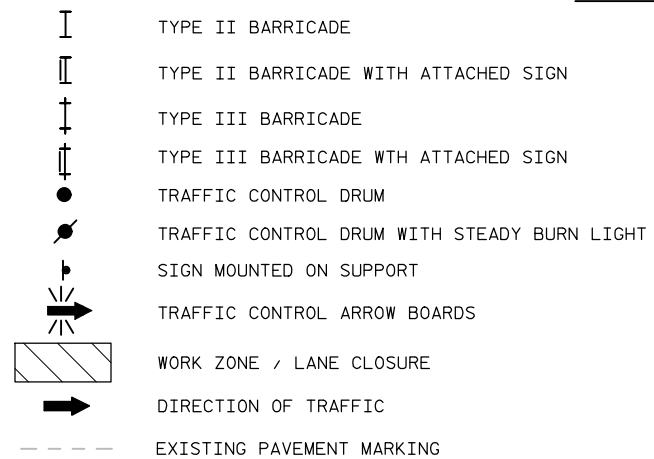 TYPE II BARRICADE
TYPE II BARRICADE WITH ATTACHED SIGN
TYPE III BARRICADE
TYPE III BARRICADE WTH ATTACHED SIGN
TRAFFIC CONTROL DRUM
TRAFFIC CONTROL DRUM WITH STEADY BURN LIGHT
SIGN MOUNTED ON SUPPORT
TRAFFIC CONTROL ARROW BOARDS
WORK ZONE / LANE CLOSURE
DIRECTION OF TRAFFIC
EXISTING PAVEMENT MARKING